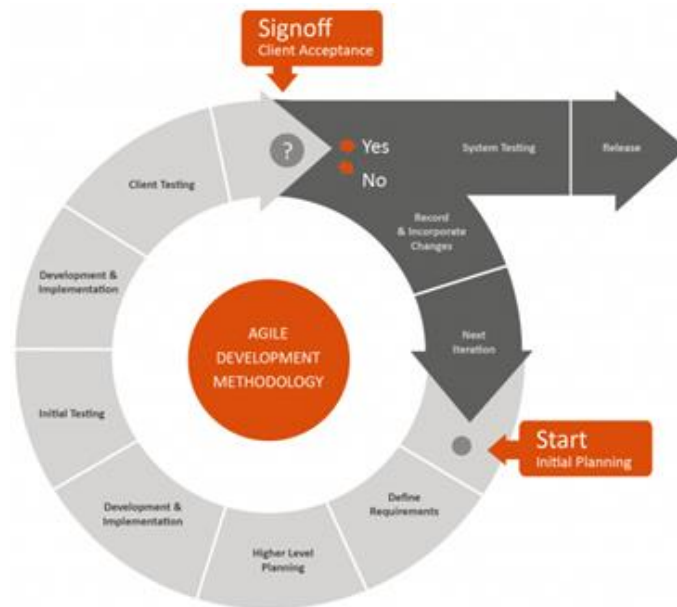 Signoff
Client Acceptance
?
Yes
No
System Testing
Release
Record
& Incorporate
Changes
Next
Iteration
Client Testing
Development &
Implementation
AGILE
DEVELOPMENT
METHODOLOGY
Initial Testing
Start
Initial Planning
Define
Requirements
Development &
Implementation
Higher Level
Planning